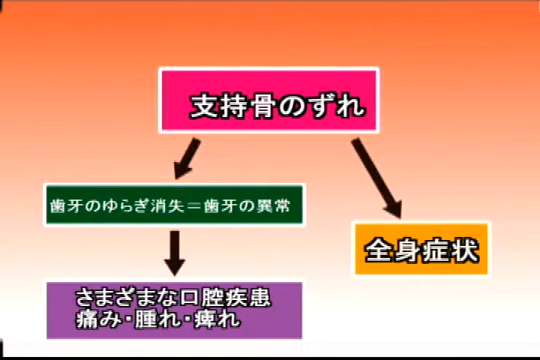 支持骨のずれ
歯牙のゆらぎ消失＝歯牙の異常
全身症状
さまざまな口腔疾患
痛み・腫れ・痺れ